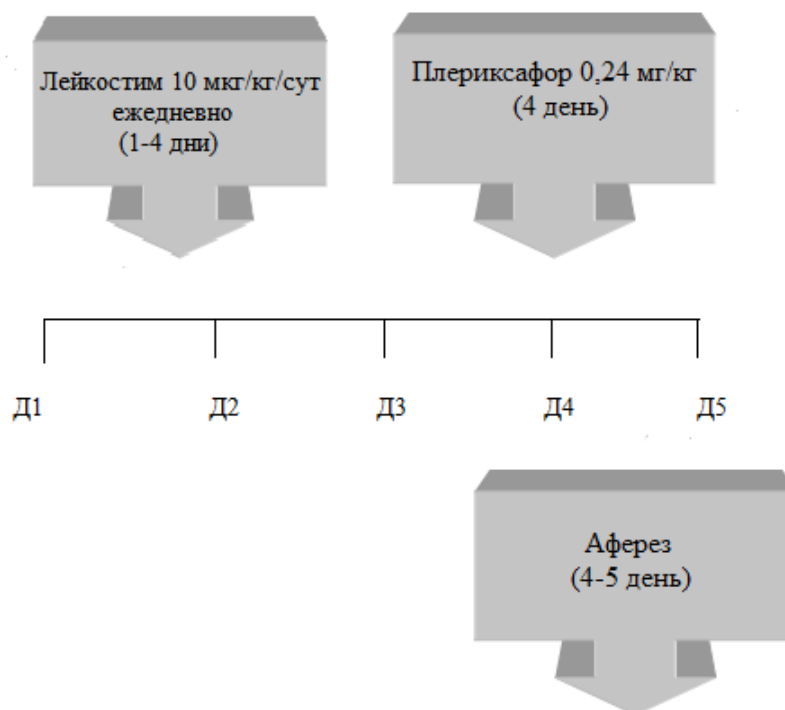 Лейкостим 10 мкг/кг/сут
ежедневно
(1-4 дни)
Плериксафор 0,24 мг/кг
(4 день)
Д1 Д2 Д3 Д4 Д5
Аферез
(4-5 день)